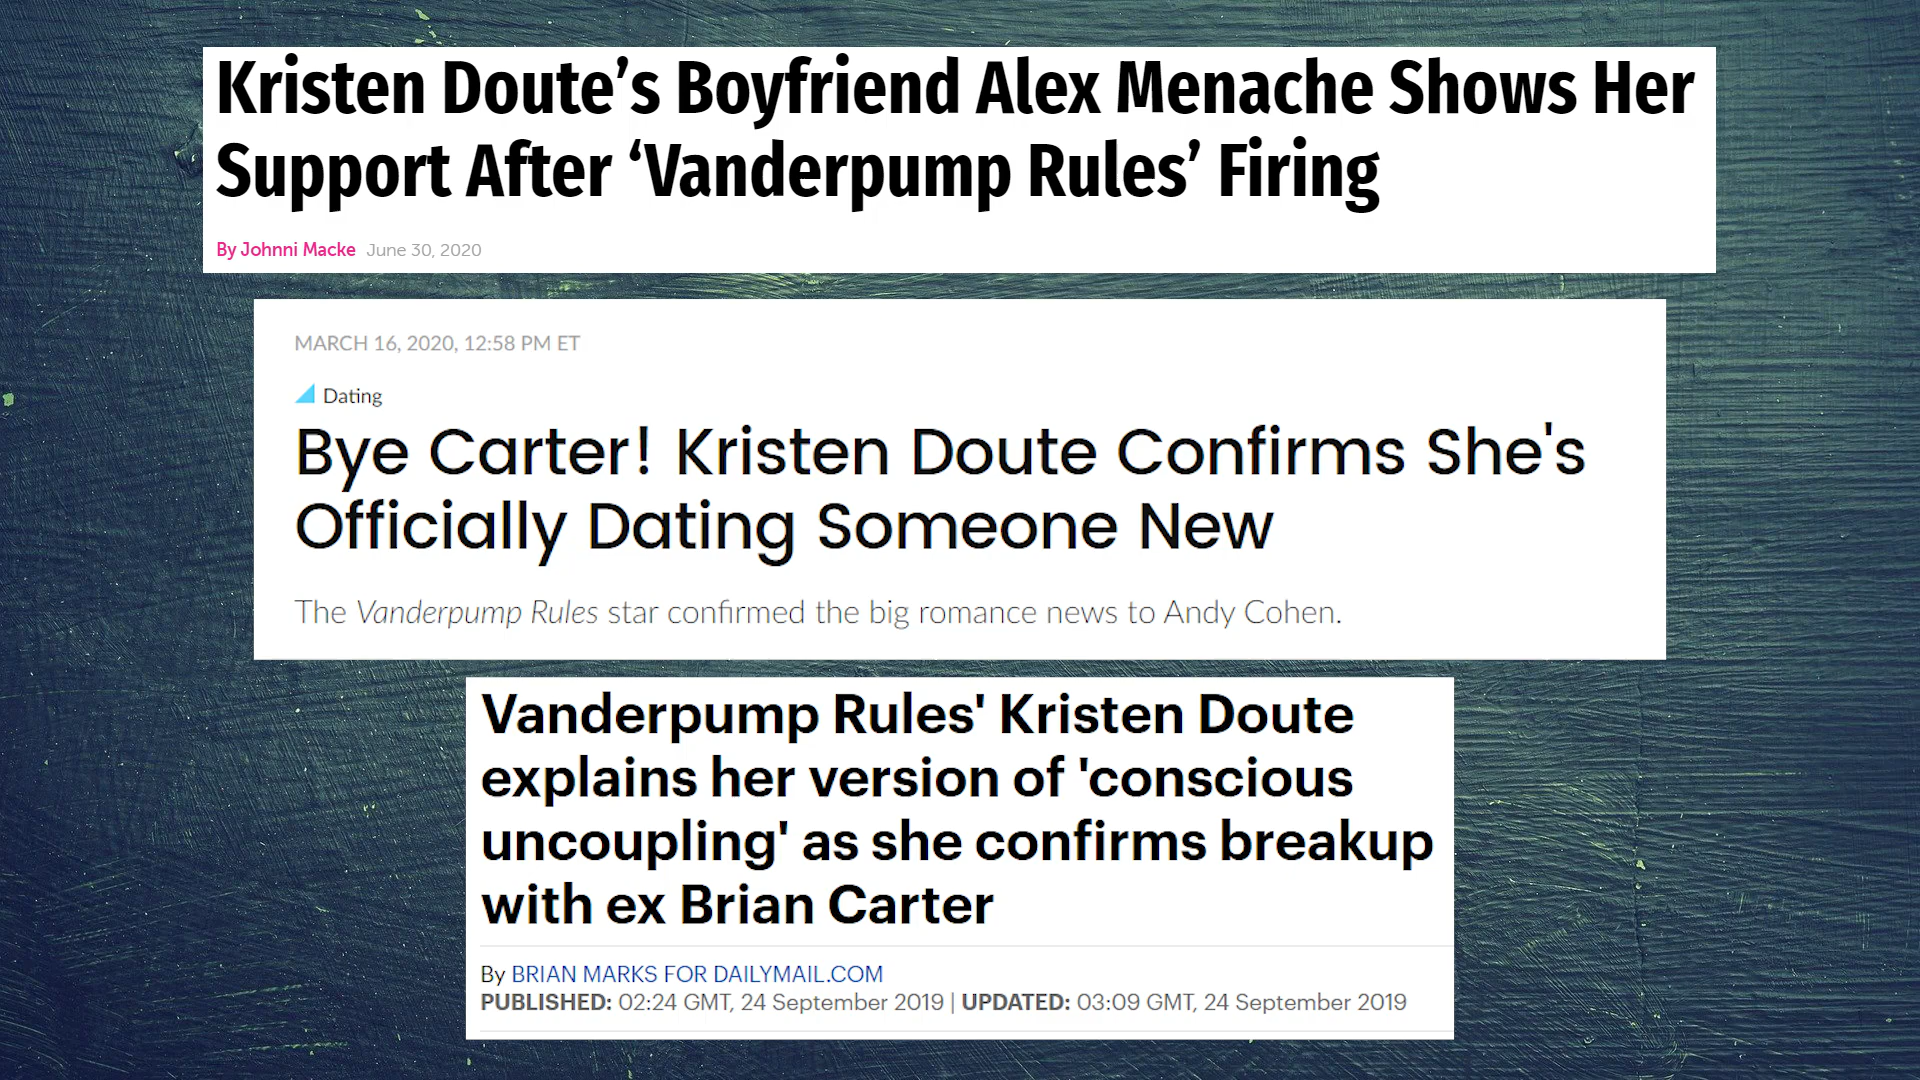 Kristen Doute’s Boyfriend Alex Menache Shows Her
Support After ‘Vanderpump Rules’ Firing
By Johnni Macke June 30, 2020
MARCH 16, 2020, 12:58 PM ET
Dating
Bye Carter! Kristen Doute Confirms She's
Officially Dating Someone New
The Vanderpump Rules star confirmed the big romance news to Andy Cohen.
Vanderpump Rules' Kristen Doute
explains her version of 'conscious
uncoupling' as she confirms breakup
with ex Brian Carter
By BRIAN MARKS FOR DAILYMAIL.COM
PUBLISHED: 02:24 GMT, 24 September 2019 | UPDATED: 03:09 GMT, 24 September 2019